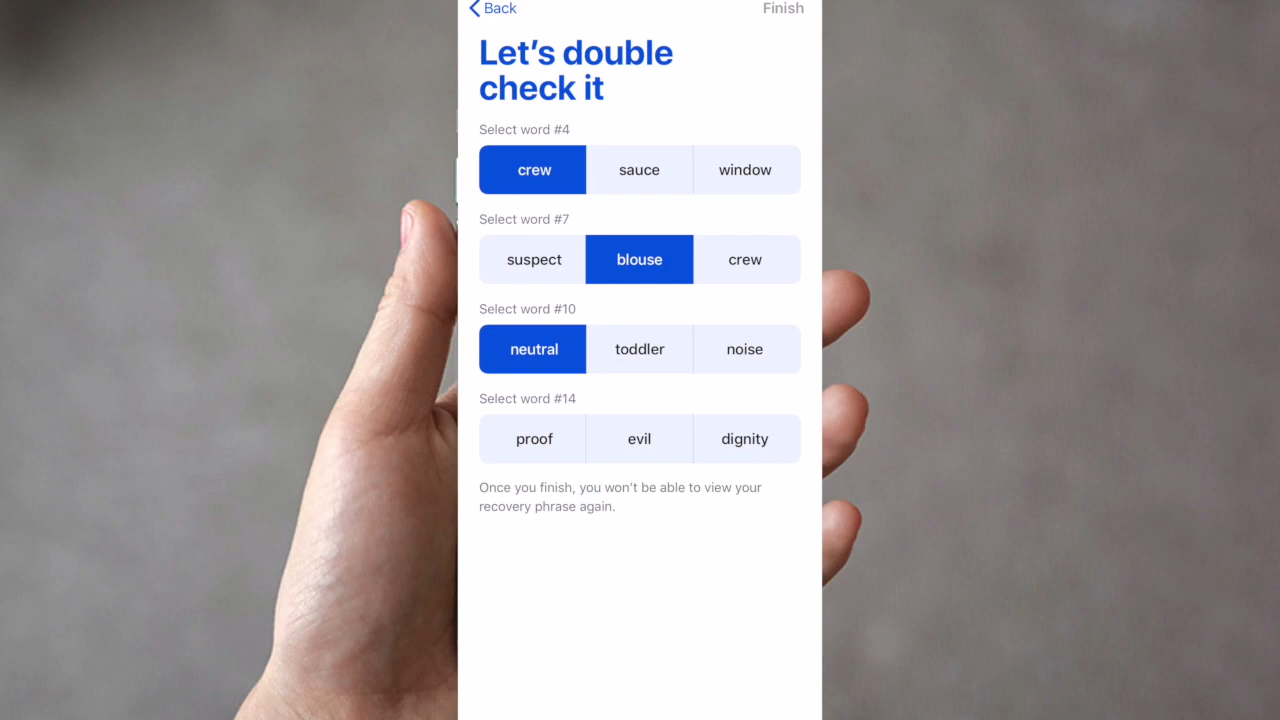 Back Finish
Let's double
check it
Select word #4
crew sauce window
Select word #7
suspect blouse crew
Select word #10
neutral toddler noise
Select word #14
proof evil dignity
Once you finish, you won't be able to view your
recovery phrase again.